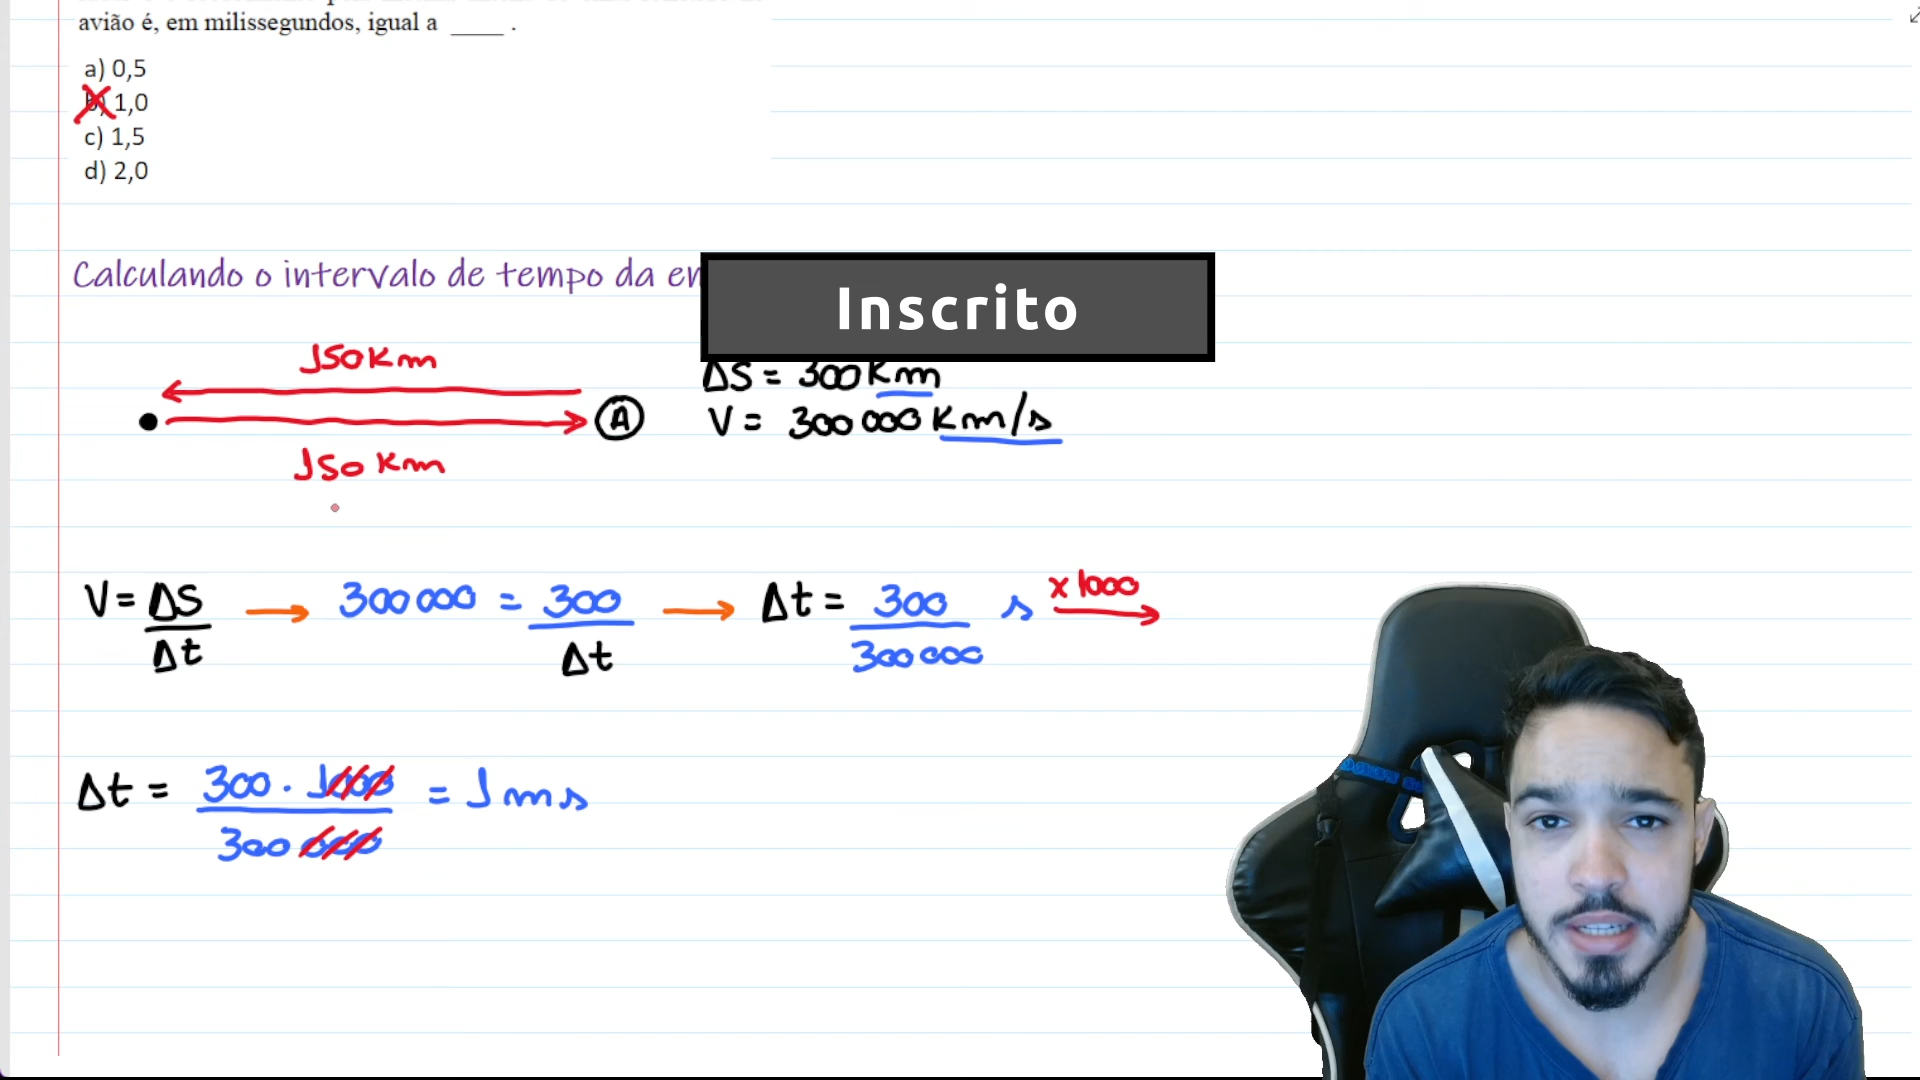 avião é, em milissegundos, igual a ____ .
a) 0,5
b) 1,0
c) 1,5
d) 2,0
Calculando o intervalo de tempo da
Inscrito
150 Km
ΔS = 300 Km
A
V = 300 000 Km/s
150 Km
V = ΔS/Δt → 300 000 = 300/Δt → Δt = 300/300 000 s x 1000 →
Δt = 300 . 1000/300 000 = 1 ms